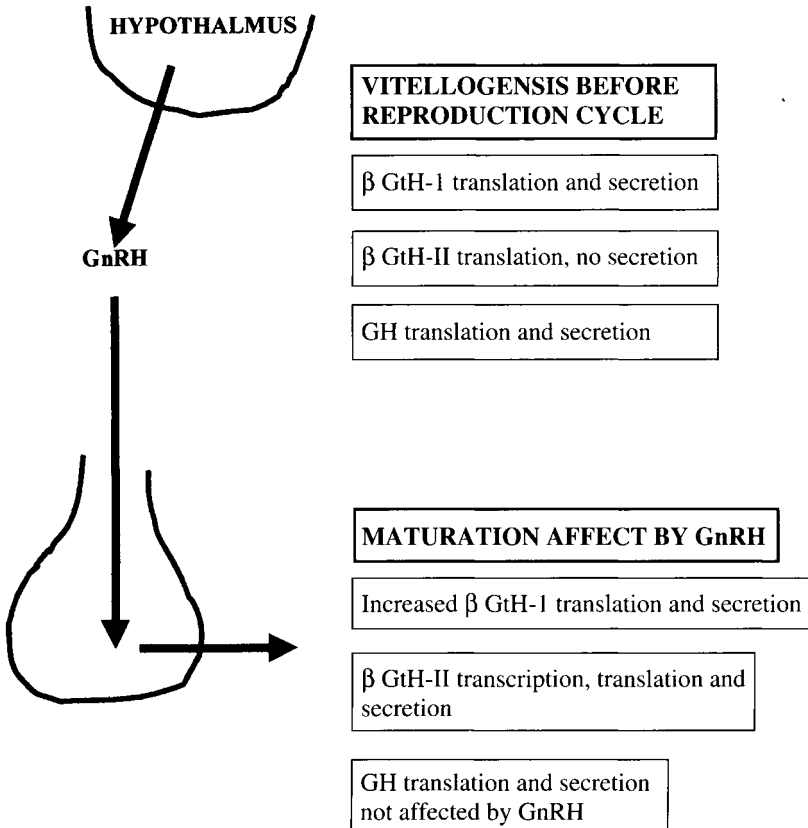 HYPOTHALMUS
GnRH
VITELLOGENSIS BEFORE
REPRODUCTION CYCLE
β GtH-1 translation and secretion
β GtH-II translation, no secretion
GH translation and secretion
MATURATION AFFECT BY GnRH
Increased β GtH-1 translation and secretion
β GtH-II transcription, translation and
secretion
GH translation and secretion
not affected by GnRH